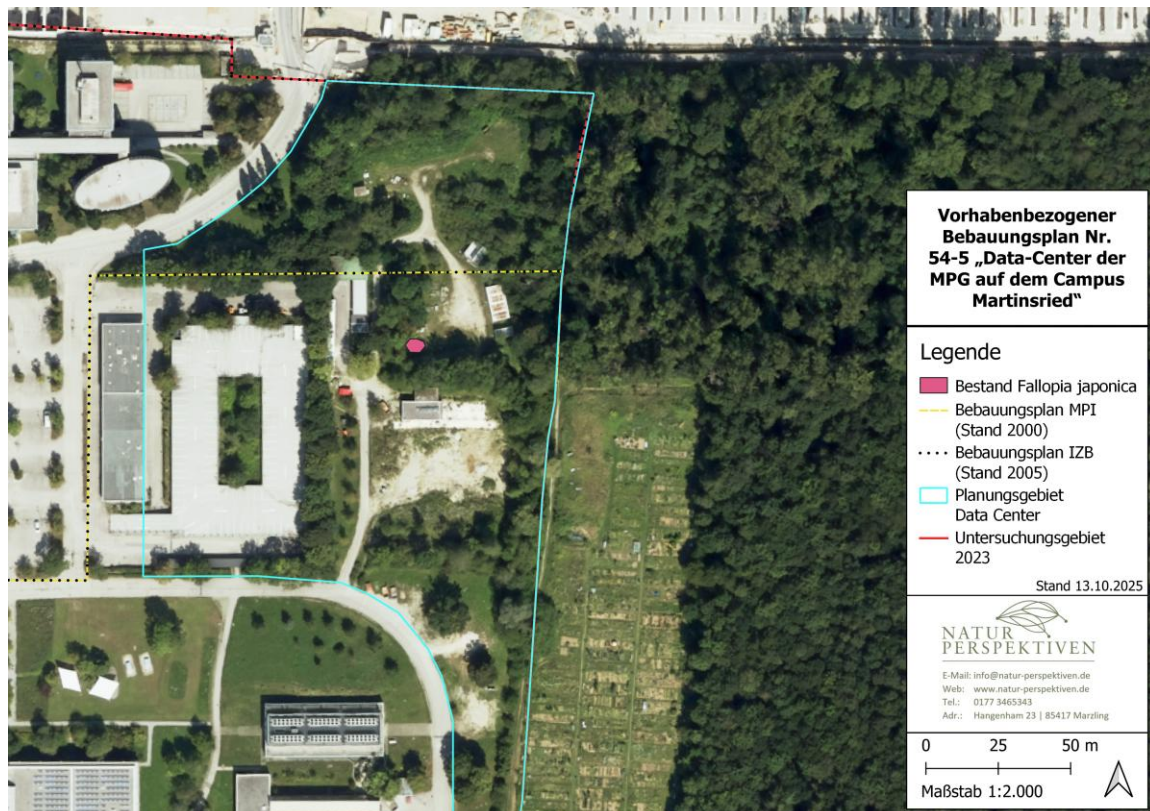 Vorhabenbezogener
Bebauungsplan Nr.
54-5 „Data-Center der
MPG auf dem Campus
Martinsried“
Legende
Bestand Fallopia japonica
Bebauungsplan MPI
(Stand 2000)
Bebauungsplan IZB
(Stand 2005)
Planungsgebiet
Data Center
Untersuchungsgebiet
2023
Stand 13.10.2025
NATUR
PERSPEKTIVEN
E-Mail: info@natur-perspektiven.de
Web: www.natur-perspektiven.de
Tel.: 0177 3465343
Adr.: Hangenham 23 | 85417 Marzling
0 25 50 m
Maßstab 1:2.000